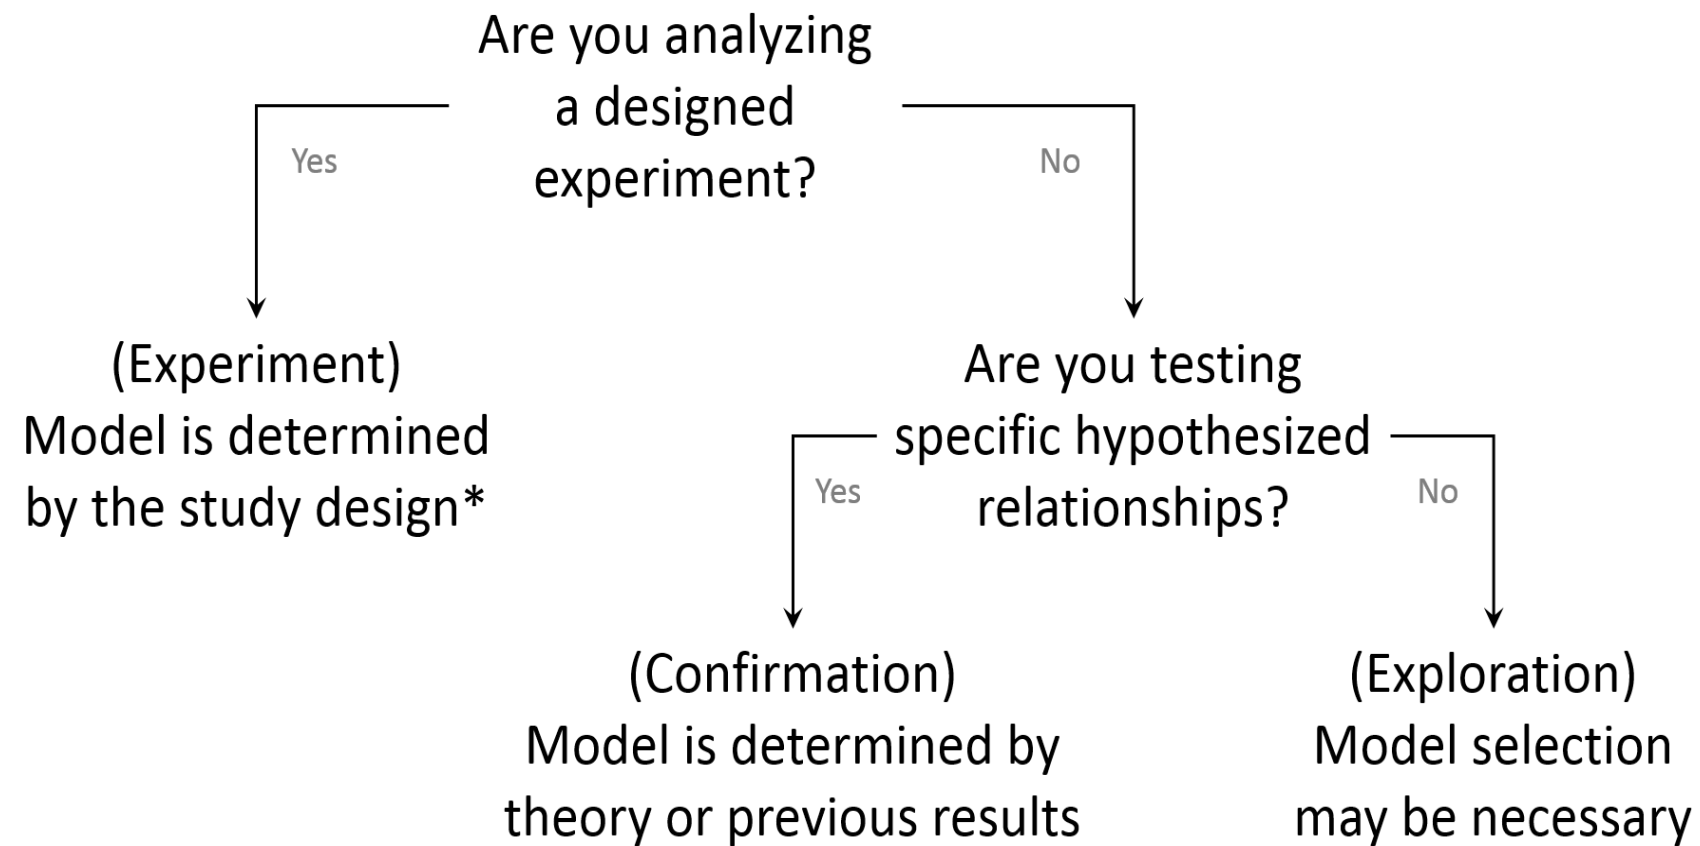 Are you analyzing
a designed
experiment?
Yes
No
(Experiment)
Model is determined
by the study design*
Are you testing
specific hypothesized
relationships?
Yes
No
(Confirmation)
Model is determined by
theory or previous results
(Exploration)
Model selection
may be necessary